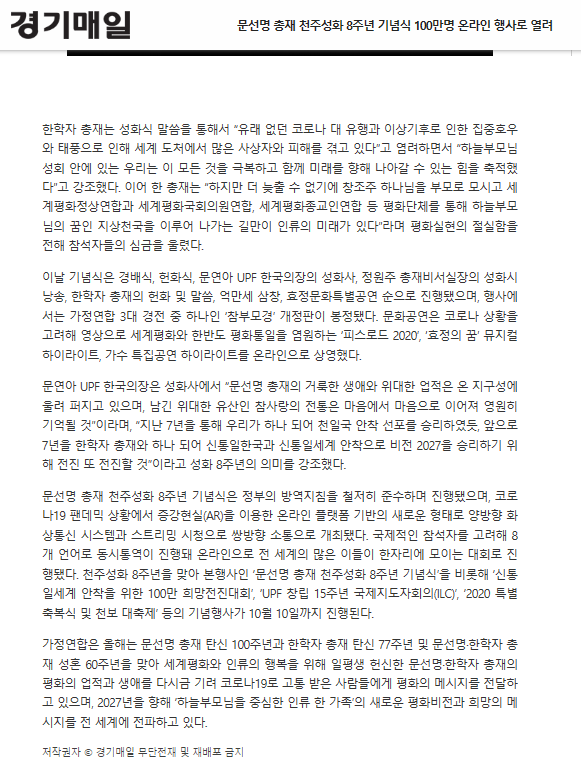 경기매일
문선명 총재 천주성화 8주년 기념식 100만명 온라인 행사로 열려
한학자 총재는 성화식 말씀을 통해서 “유래 없던 코로나 대 유행과 이상기후로 인한 집중호우
와 태풍으로 인해 세계 도처에서 많은 사상자와 피해를 겪고 있다”고 염려하면서 “하늘부모님
성회 안에 있는 우리는 이 모든 것을 극복하고 함께 미래를 향해 나아갈 수 있는 힘을 축적했
다”고 강조했다. 이어 한 총재는 “하지만 더 늦출 수 없기에 창조주 하나님을 부모로 모시고 세
계평화정상연합과 세계평화국회의원연합, 세계평화종교인연합 등 평화단체를 통해 하늘부모
님의 꿈인 지상천국을 이루어 나가는 길만이 인류의 미래가 있다”라며 평화실현의 절실함을
전해 참석자들의 심금을 울렸다.
이날 기념식은 경배식, 헌화식, 문연아 UPF 한국의장의 성화사, 정원주 총재비서실장의 성화시
낭송, 한학자 총재의 헌화 및 말씀, 억만세 삼창, 효정문화특별공연 순으로 진행됐으며, 행사에
서는 가정연합 3대 경전 중 하나인 ‘참부모경’ 개정판이 봉정됐다. 문화공연은 코로나 상황을
고려해 영상으로 세계평화와 한반도 평화통일을 염원하는 ‘피스로드 2020’, ‘효정의 꿈’ 뮤지컬
하이라이트, 가수 특집공연 하이라이트를 온라인으로 상영했다.
문연아 UPF 한국의장은 성화사에서 “문선명 총재의 거룩한 생애와 위대한 업적은 온 지구성에
울려 퍼지고 있으며, 남긴 위대한 유산인 참사랑의 전통은 마음에서 마음으로 이어져 영원히
기억될 것”이라며, “지난 7년을 통해 우리가 하나 되어 천일국 안착 선포를 승리하였듯, 앞으로
7년을 한학자 총재와 하나 되어 신통일한국과 신통일세계 안착으로 비전 2027을 승리하기 위
해 전진 또 전진할 것”이라고 성화 8주년의 의미를 강조했다.
문선명 총재 천주성화 8주년 기념식은 정부의 방역지침을 철저히 준수하며 진행됐으며, 코로
나19 팬데믹 상황에서 증강현실(AR)을 이용한 온라인 플랫폼 기반의 새로운 형태로 양방향 화
상통신 시스템과 스트리밍 시청으로 쌍방향 소통으로 개최됐다. 국제적인 참석자를 고려해 8
개 언어로 동시통역이 진행돼 온라인으로 전 세계의 많은 이들이 한자리에 모이는 대회로 진
행됐다. 천주성화 8주년을 맞아 본행사인 ‘문선명 총재 천주성화 8주년 기념식’을 비롯해 ‘신통
일세계 안착을 위한 100만 희망전진대회’, ‘UPF 창립 15주년 국제지도자회의(ILC)’, ‘2020 특별
축복식 및 천보 대축제’ 등의 기념행사가 10월 10일까지 진행된다.
가정연합은 올해는 문선명 총재 탄신 100주년과 한학자 총재 탄신 77주년 및 문선명·한학자 총
재 성혼 60주년을 맞아 세계평화와 인류의 행복을 위해 일평생 헌신한 문선명·한학자 총재의
평화의 업적과 생애를 다시금 기려 코로나19로 고통 받은 사람들에게 평화의 메시지를 전달하
고 있으며, 2027년을 향해 ‘하늘부모님을 중심한 인류 한 가족’의 새로운 평화비전과 희망의 메
시지를 전 세계에 전파하고 있다.
저작권자 © 경기매일 무단전재 및 재배포 금지